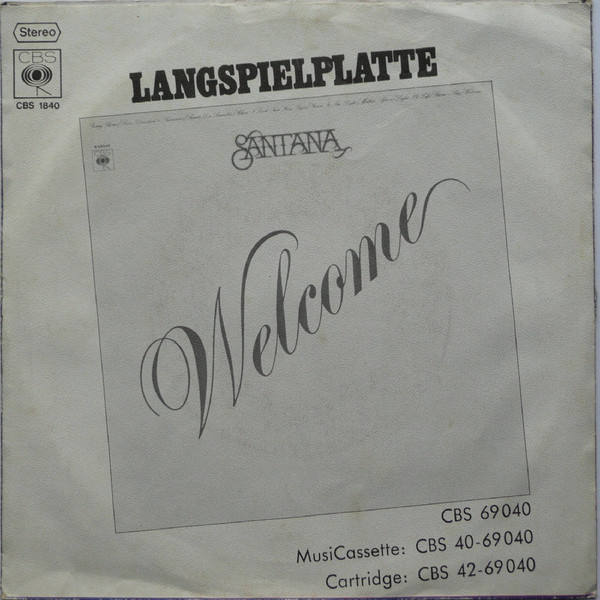 Stereo
CBS
CBS 1840
LANGSPIELPLATTE
SANTANA
Welcome
CBS 69040
MusiCassette: CBS 40-69040
Cartridge: CBS 42-69040